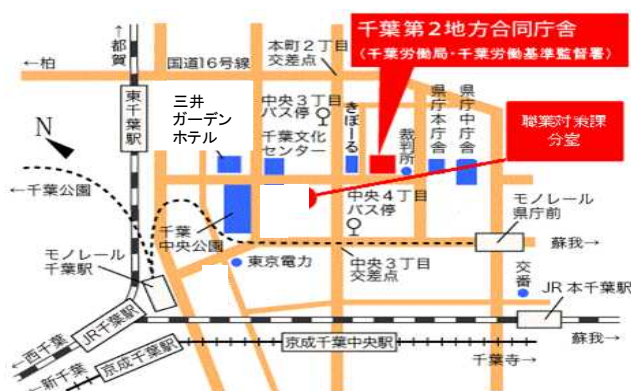 ↑都賀
←柏
国道16号線
本町2丁目
交差点
千葉第2地方合同庁舎
(千葉労働局・千葉労働基準監督署)
東千葉駅
三井
ガーデン
ホテル
中央3丁目
バス停
千葉文化
センター
きぼーる
裁判所
県庁本庁舎
県庁中庁舎
職業対策課
分室
N
←千葉公園
千葉
中央公園
中央4丁目
バス停
モノレール
県庁前
蘇我→
モノレール
千葉駅
東京電力
中央3丁目
交差点
交番
JR本千葉駅
JR千葉駅
←西千葉
京成千葉駅
←新千葉
京成千葉中央駅
千葉寺→
蘇我→